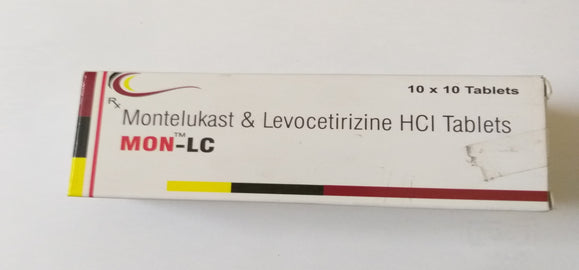 10 x 10 Tablets
Rx
Montelukast & Levocetirizine HCl Tablets
MON™-LC